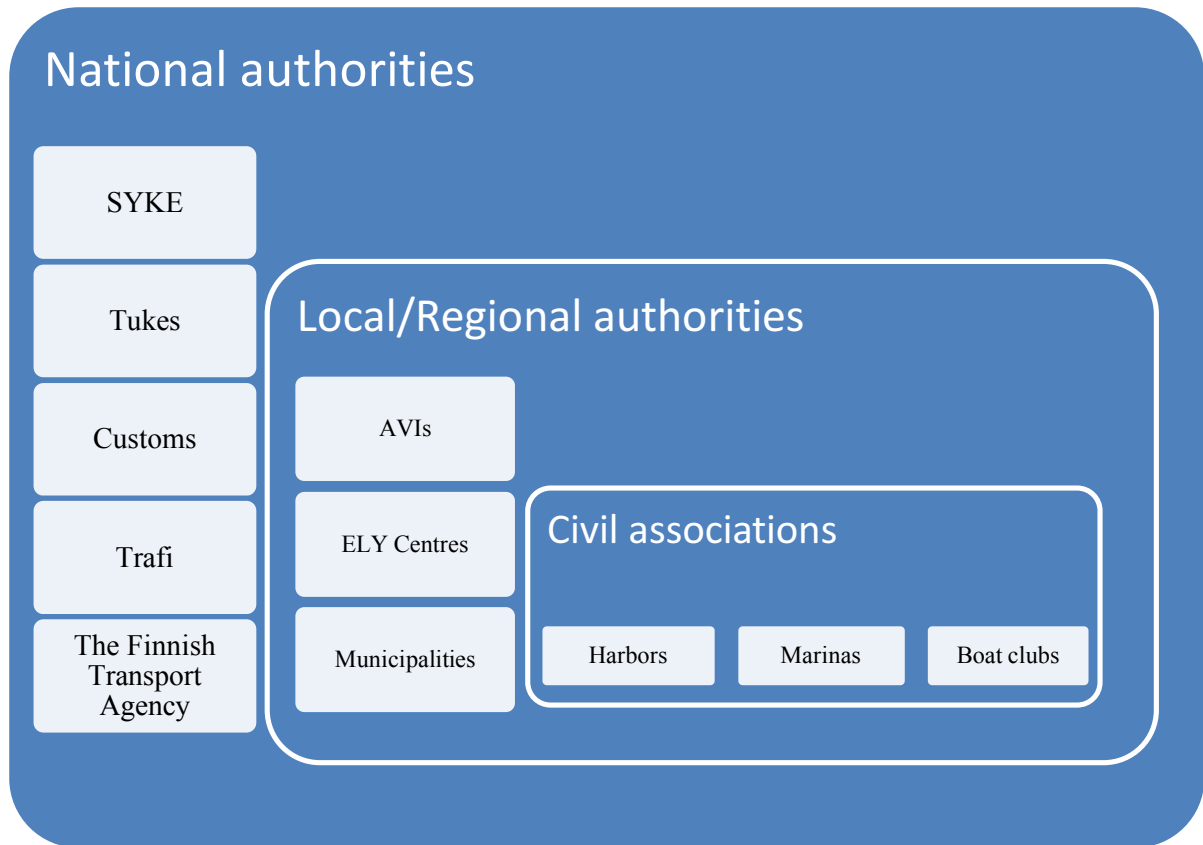 National authorities
SYKE
Tukes
Customs
Trafi
The Finnish
Transport
Agency
Local/Regional authorities
AVIs
ELY Centres
Municipalities
Civil associations
Harbors
Marinas
Boat clubs